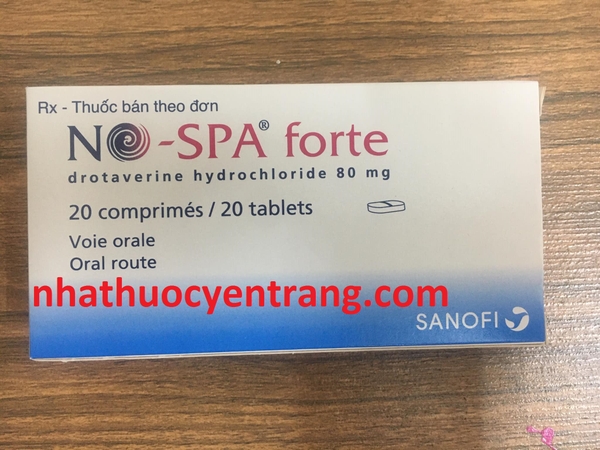 Rx - Thuốc bán theo đơn
NO-SPA® forte
drotaverine hydrochloride 80 mg
20 comprimés / 20 tablets
Voie orale
Oral route
nhathuocyentrang.com
SANOFI